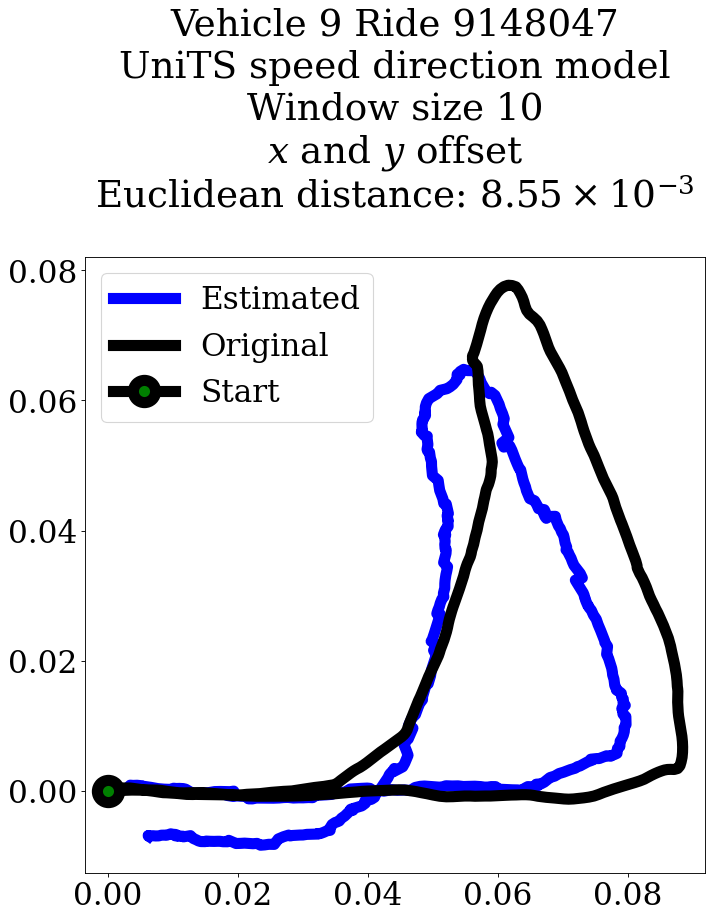 Vehicle 9 Ride 9148047
UniTS speed direction model
Window size 10
x and y offset
Euclidean distance: 8.55 × 10⁻³
0.08
Estimated
Original
0.06
Start
0.04
0.02
0.00
0.00 0.02 0.04 0.06 0.08